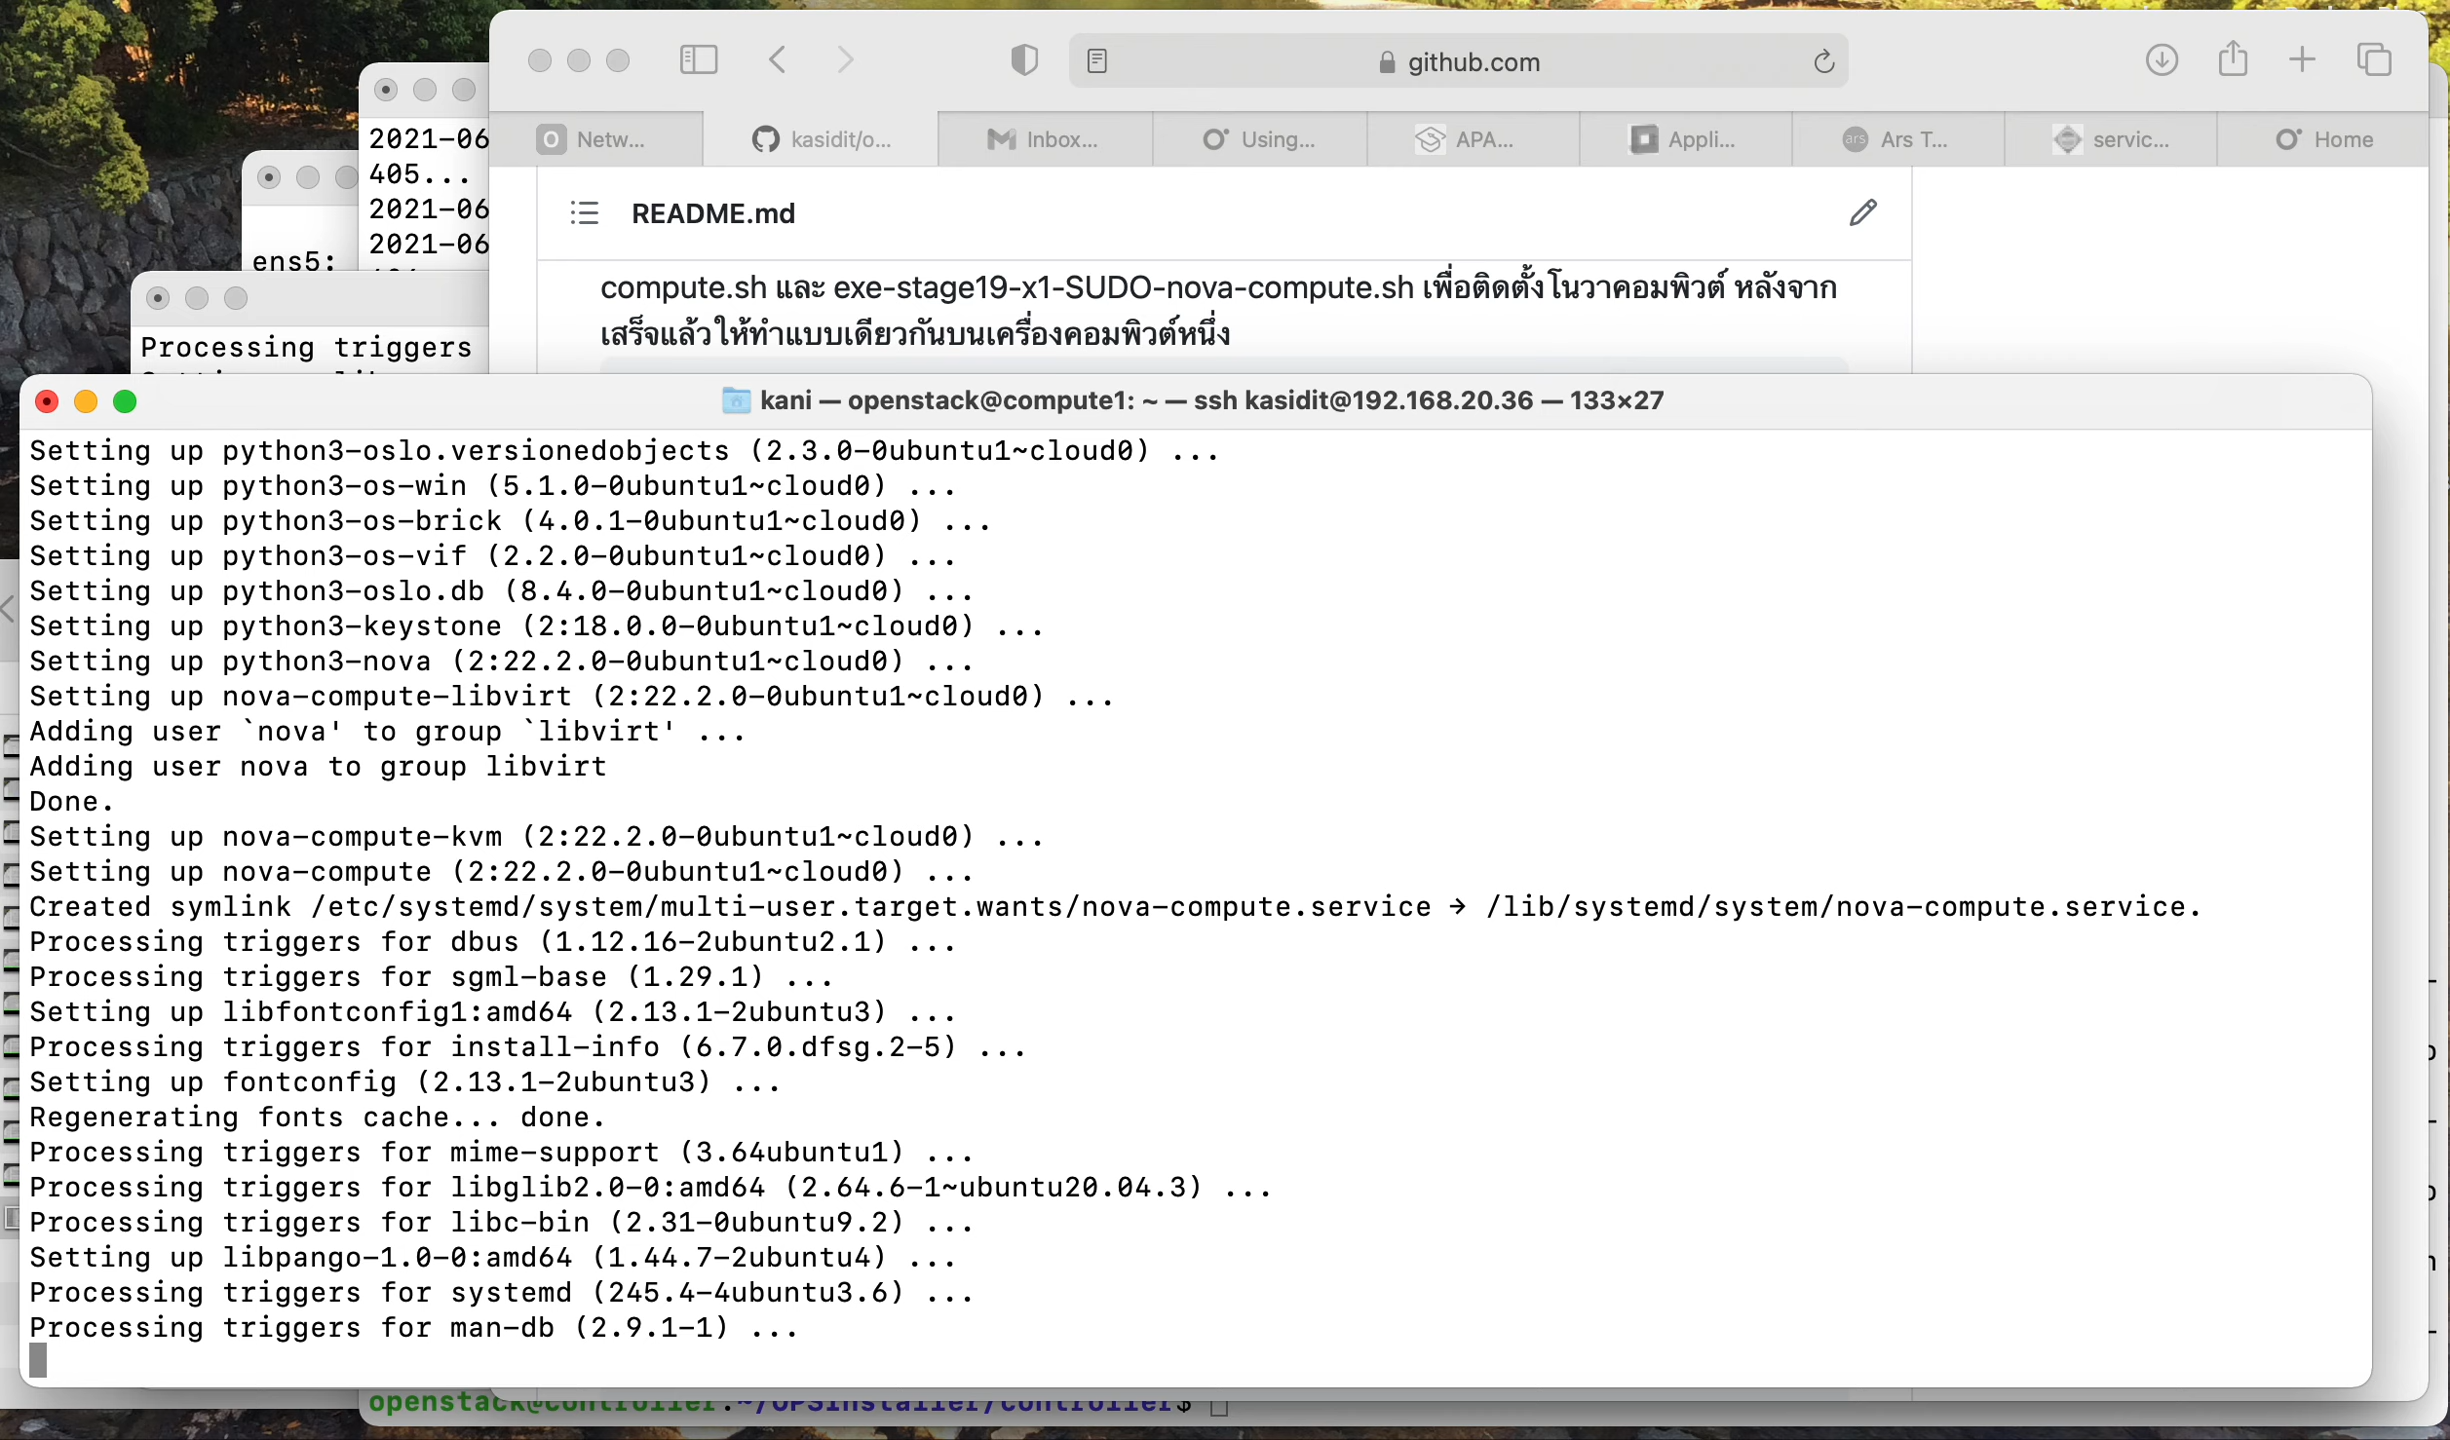 github.com
Netw...
kasidit/o...
Inbox...
Using...
APA...
Appli...
Ars T...
servic...
Home
2021-06
405...
2021-06
2021-06
ens5:
Processing triggers
README.md
compute.sh และ exe-stage19-x1-SUDO-nova-compute.sh เพื่อติดตั้งโนวาคอมพิวต์ หลังจาก
เสร็จแล้วให้ทำแบบเดียวกันบนเครื่องคอมพิวต์หนึ่ง
kani — openstack@compute1: ~ — ssh kasidit@192.168.20.36 — 133×27
Setting up python3-oslo.versionedobjects (2.3.0-0ubuntu1~cloud0) ...
Setting up python3-os-win (5.1.0-0ubuntu1~cloud0) ...
Setting up python3-os-brick (4.0.1-0ubuntu1~cloud0) ...
Setting up python3-os-vif (2.2.0-0ubuntu1~cloud0) ...
Setting up python3-oslo.db (8.4.0-0ubuntu1~cloud0) ...
Setting up python3-keystone (2:18.0.0-0ubuntu1~cloud0) ...
Setting up python3-nova (2:22.2.0-0ubuntu1~cloud0) ...
Setting up nova-compute-libvirt (2:22.2.0-0ubuntu1~cloud0) ...
Adding user `nova' to group `libvirt' ...
Adding user nova to group libvirt
Done.
Setting up nova-compute-kvm (2:22.2.0-0ubuntu1~cloud0) ...
Setting up nova-compute (2:22.2.0-0ubuntu1~cloud0) ...
Created symlink /etc/systemd/system/multi-user.target.wants/nova-compute.service → /lib/systemd/system/nova-compute.service.
Processing triggers for dbus (1.12.16-2ubuntu2.1) ...
Processing triggers for sgml-base (1.29.1) ...
Setting up libfontconfig1:amd64 (2.13.1-2ubuntu3) ...
Processing triggers for install-info (6.7.0.dfsg.2-5) ...
Setting up fontconfig (2.13.1-2ubuntu3) ...
Regenerating fonts cache... done.
Processing triggers for mime-support (3.64ubuntu1) ...
Processing triggers for libglib2.0-0:amd64 (2.64.6-1~ubuntu20.04.3) ...
Processing triggers for libc-bin (2.31-0ubuntu9.2) ...
Setting up libpango-1.0-0:amd64 (1.44.7-2ubuntu4) ...
Processing triggers for systemd (245.4-4ubuntu3.6) ...
Processing triggers for man-db (2.9.1-1) ...
openstack@controller:~/OPSInstaller/controller$